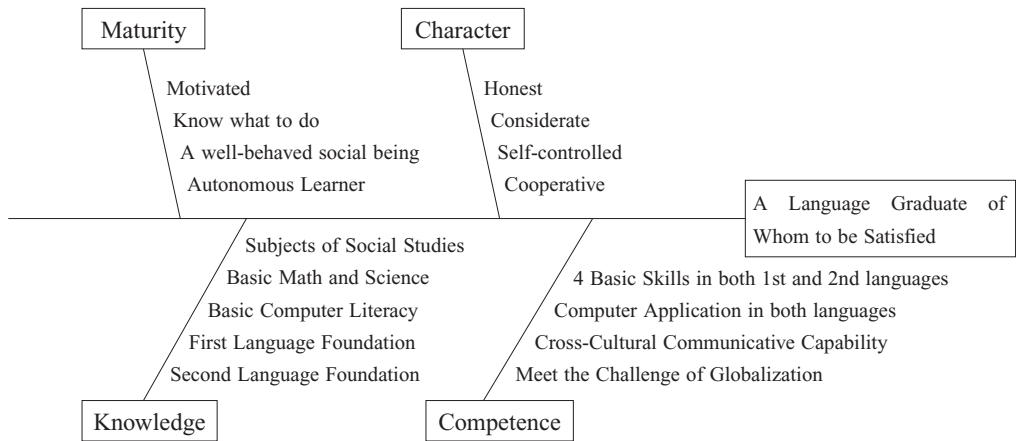 Maturity
Motivated
Know what to do
A well-behaved social being
Autonomous Learner
Character
Honest
Considerate
Self-controlled
Cooperative
A Language Graduate of
Whom to be Satisfied
Subjects of Social Studies
Basic Math and Science
Basic Computer Literacy
First Language Foundation
Second Language Foundation
Knowledge
4 Basic Skills in both 1st and 2nd languages
Computer Application in both languages
Cross-Cultural Communicative Capability
Meet the Challenge of Globalization
Competence